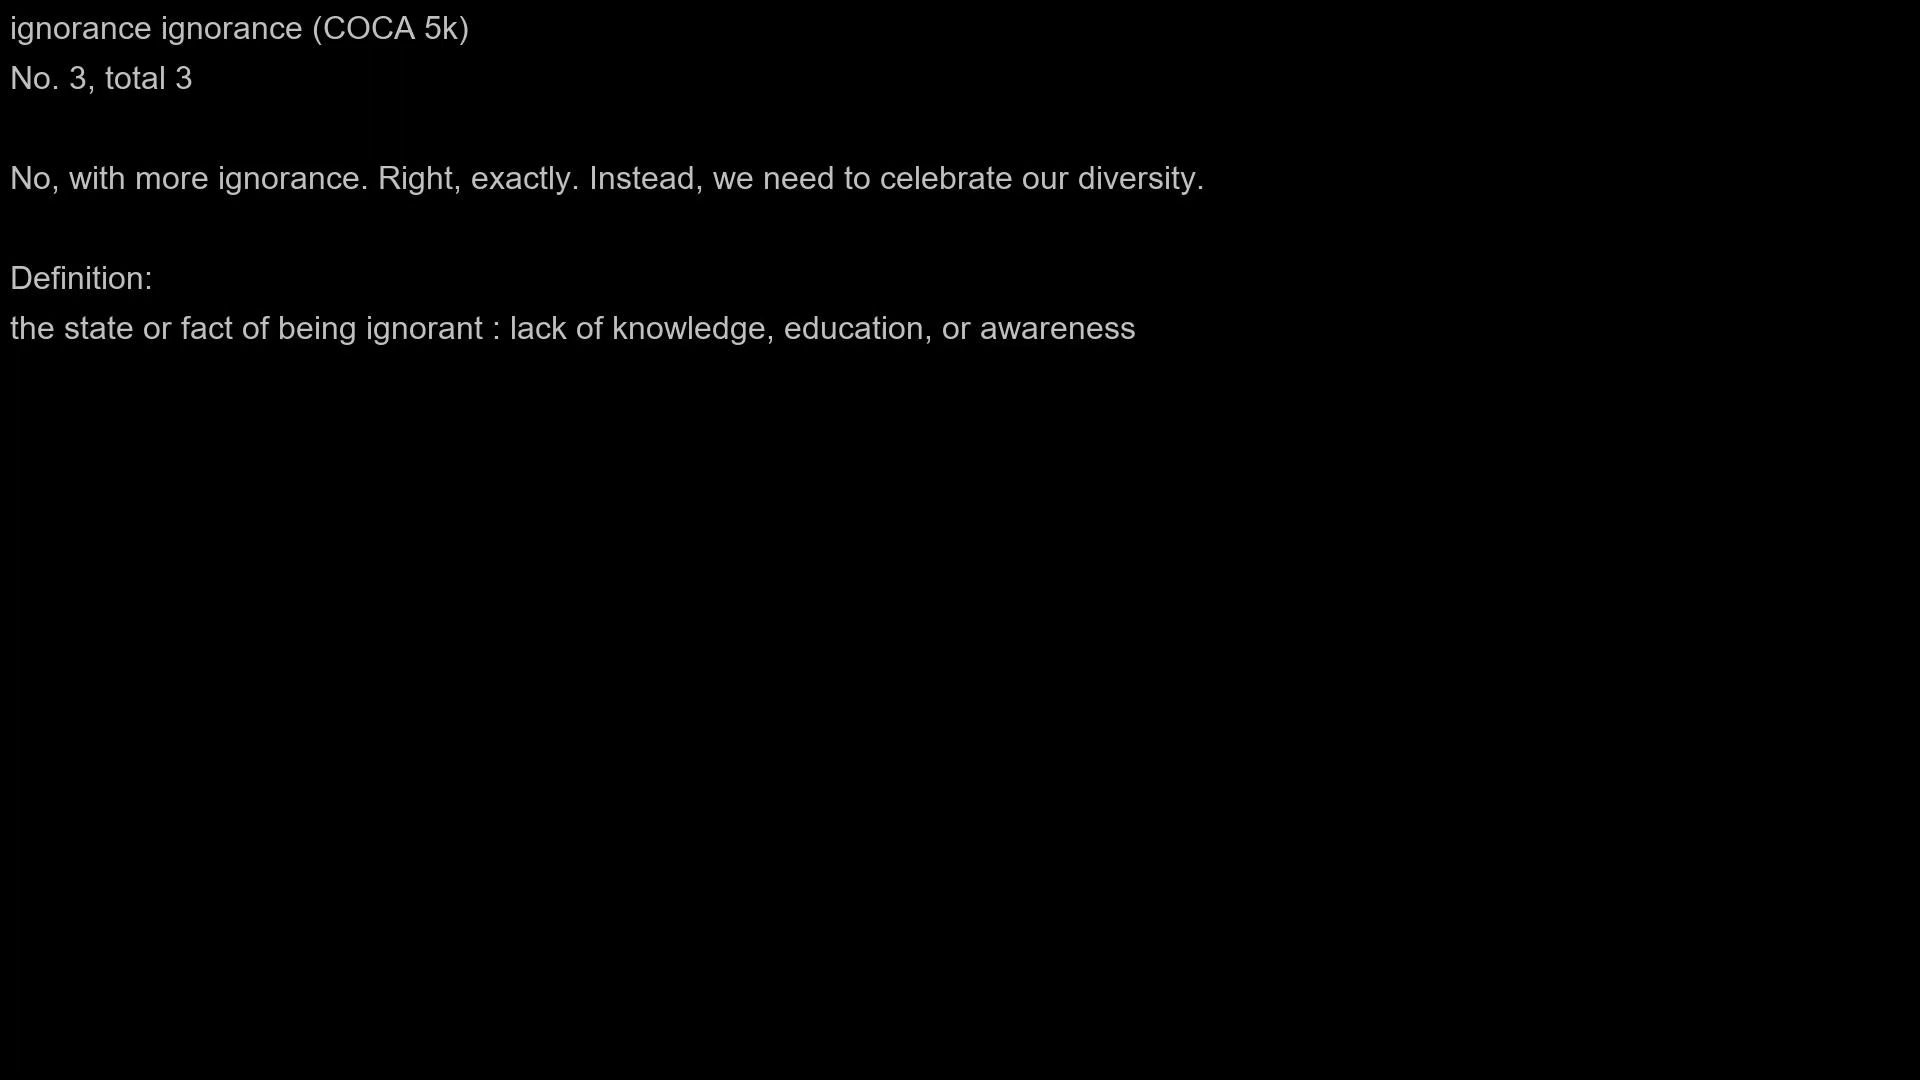 ignorance ignorance (COCA 5k)
No. 3, total 3
No, with more ignorance. Right, exactly. Instead, we need to celebrate our diversity.
Definition:
the state or fact of being ignorant : lack of knowledge, education, or awareness